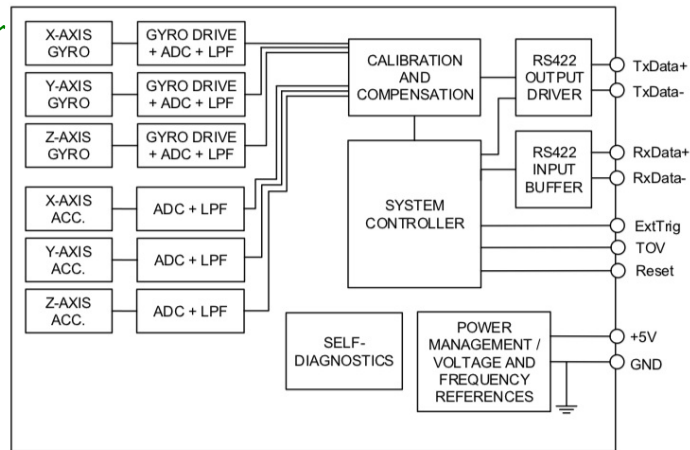 X-AXIS
GYRO
GYRO DRIVE
+ ADC + LPF
Y-AXIS
GYRO
GYRO DRIVE
+ ADC + LPF
Z-AXIS
GYRO
GYRO DRIVE
+ ADC + LPF
X-AXIS
ACC.
ADC + LPF
Y-AXIS
ACC.
ADC + LPF
Z-AXIS
ACC.
ADC + LPF
CALIBRATION
AND
COMPENSATION
RS422
OUTPUT
DRIVER
TxData+
TxData-
SYSTEM
CONTROLLER
RS422
INPUT
BUFFER
RxData+
RxData-
ExtTrig
TOV
Reset
SELF-
DIAGNOSTICS
POWER
MANAGEMENT /
VOLTAGE AND
FREQUENCY
REFERENCES
+5V
GND